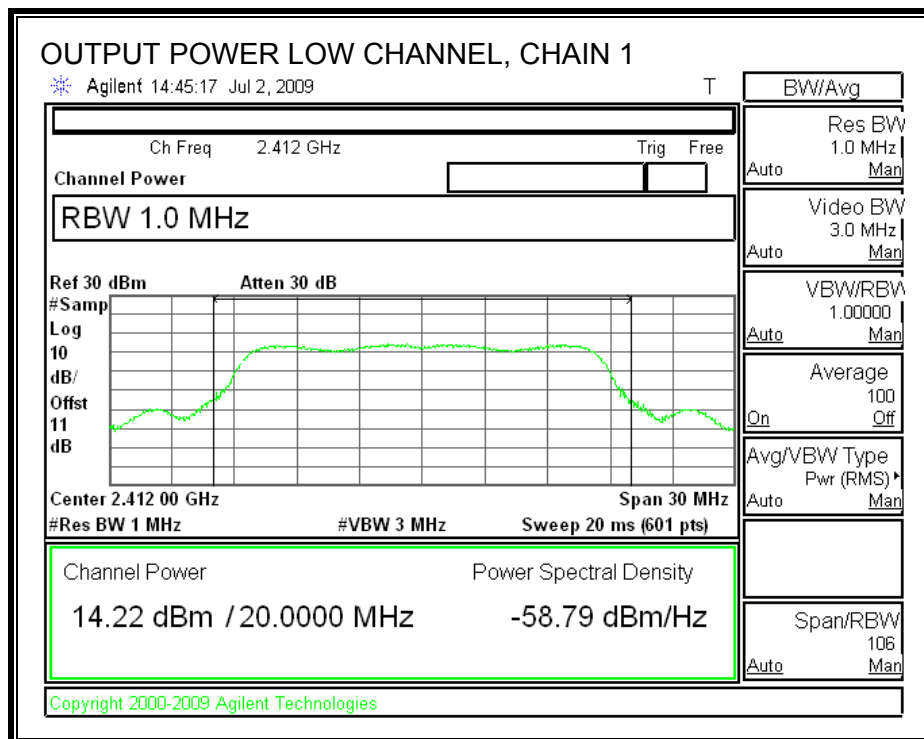 OUTPUT POWER LOW CHANNEL, CHAIN 1
Agilent 14:45:17 Jul 2, 2009 T
Ch Freq 2.412 GHz Trig Free
Channel Power
RBW 1.0 MHz
Ref 30 dBm Atten 30 dB
#Samp
Log
10
dB/
Offst
11
dB
Center 2.412 00 GHz Span 30 MHz
#Res BW 1 MHz #VBW 3 MHz Sweep 20 ms (601 pts)
Channel Power Power Spectral Density
14.22 dBm / 20.0000 MHz -58.79 dBm/Hz
Copyright 2000-2009 Agilent Technologies
BW/Avg
Res BW
1.0 MHz
Auto Man
Video BW
3.0 MHz
Auto Man
VBW/RBW
1.00000
Auto Man
Average
100
On Off
Avg/VBW Type
Pwr (RMS)
Auto Man
Span/RBW
106
Auto Man